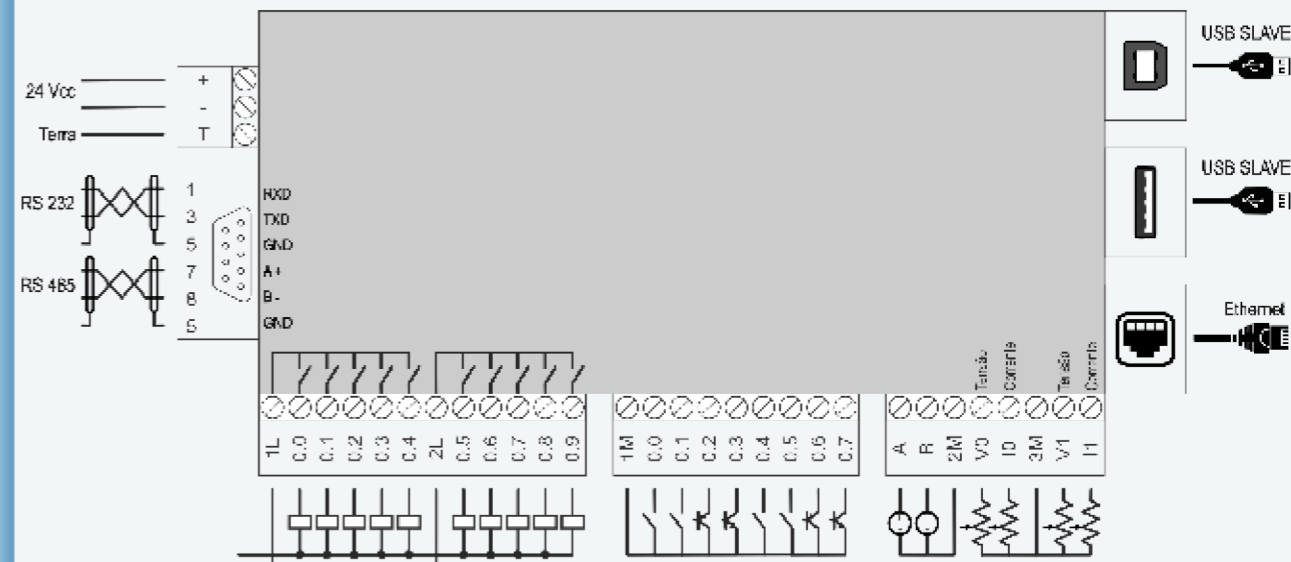 24 Vcc
Terra
+
-
T
RS 232
RS 485
1
3
5
7
8
5
RXD
TXD
GND
A+
B-
GND
USB SLAVE
USB SLAVE
Ethernet
Tensão
Corrente
Tensão
Corrente
1L 0.0 0.1 0.2 0.3 0.4 2L 0.5 0.6 0.7 0.8 0.9
1M 0.0 0.1 0.2 0.3 0.4 0.5 0.6 0.7
A R 2M V0 I0 3M V1 I1